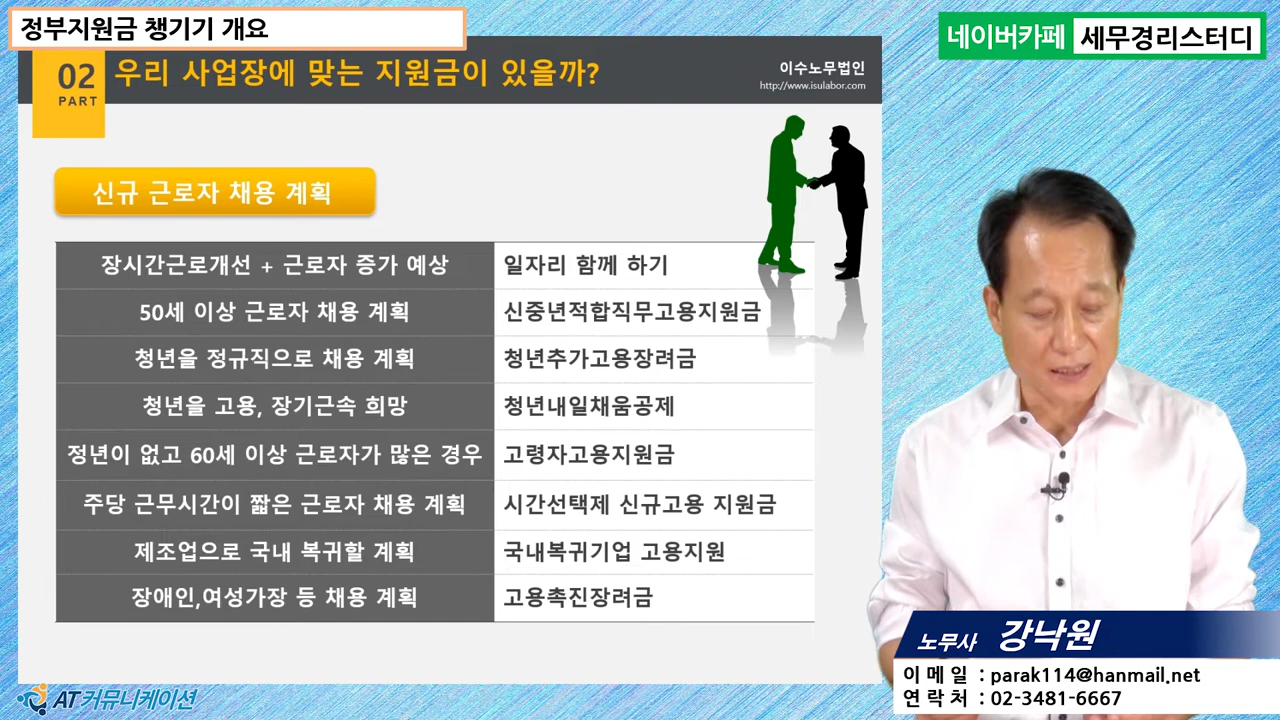 정부지원금 챙기기 개요
네이버카페 세무경리스터디
02
PART
우리 사업장에 맞는 지원금이 있을까?
이수노무법인
http://www.isulabor.com
신규 근로자 채용 계획
장시간근로개선 + 근로자 증가 예상 일자리 함께 하기
50세 이상 근로자 채용 계획 신중년적합직무고용지원금
청년을 정규직으로 채용 계획 청년추가고용장려금
청년을 고용, 장기근속 희망 청년내일채움공제
정년이 없고 60세 이상 근로자가 많은 경우 고령자고용지원금
주당 근무시간이 짧은 근로자 채용 계획 시간선택제 신규고용 지원금
제조업으로 국내 복귀할 계획 국내복귀기업 고용지원
장애인,여성가장 등 채용 계획 고용촉진장려금
노무사 강낙원
이 메 일 : parak114@hanmail.net
연 락 처 : 02-3481-6667
AT커뮤니케이션